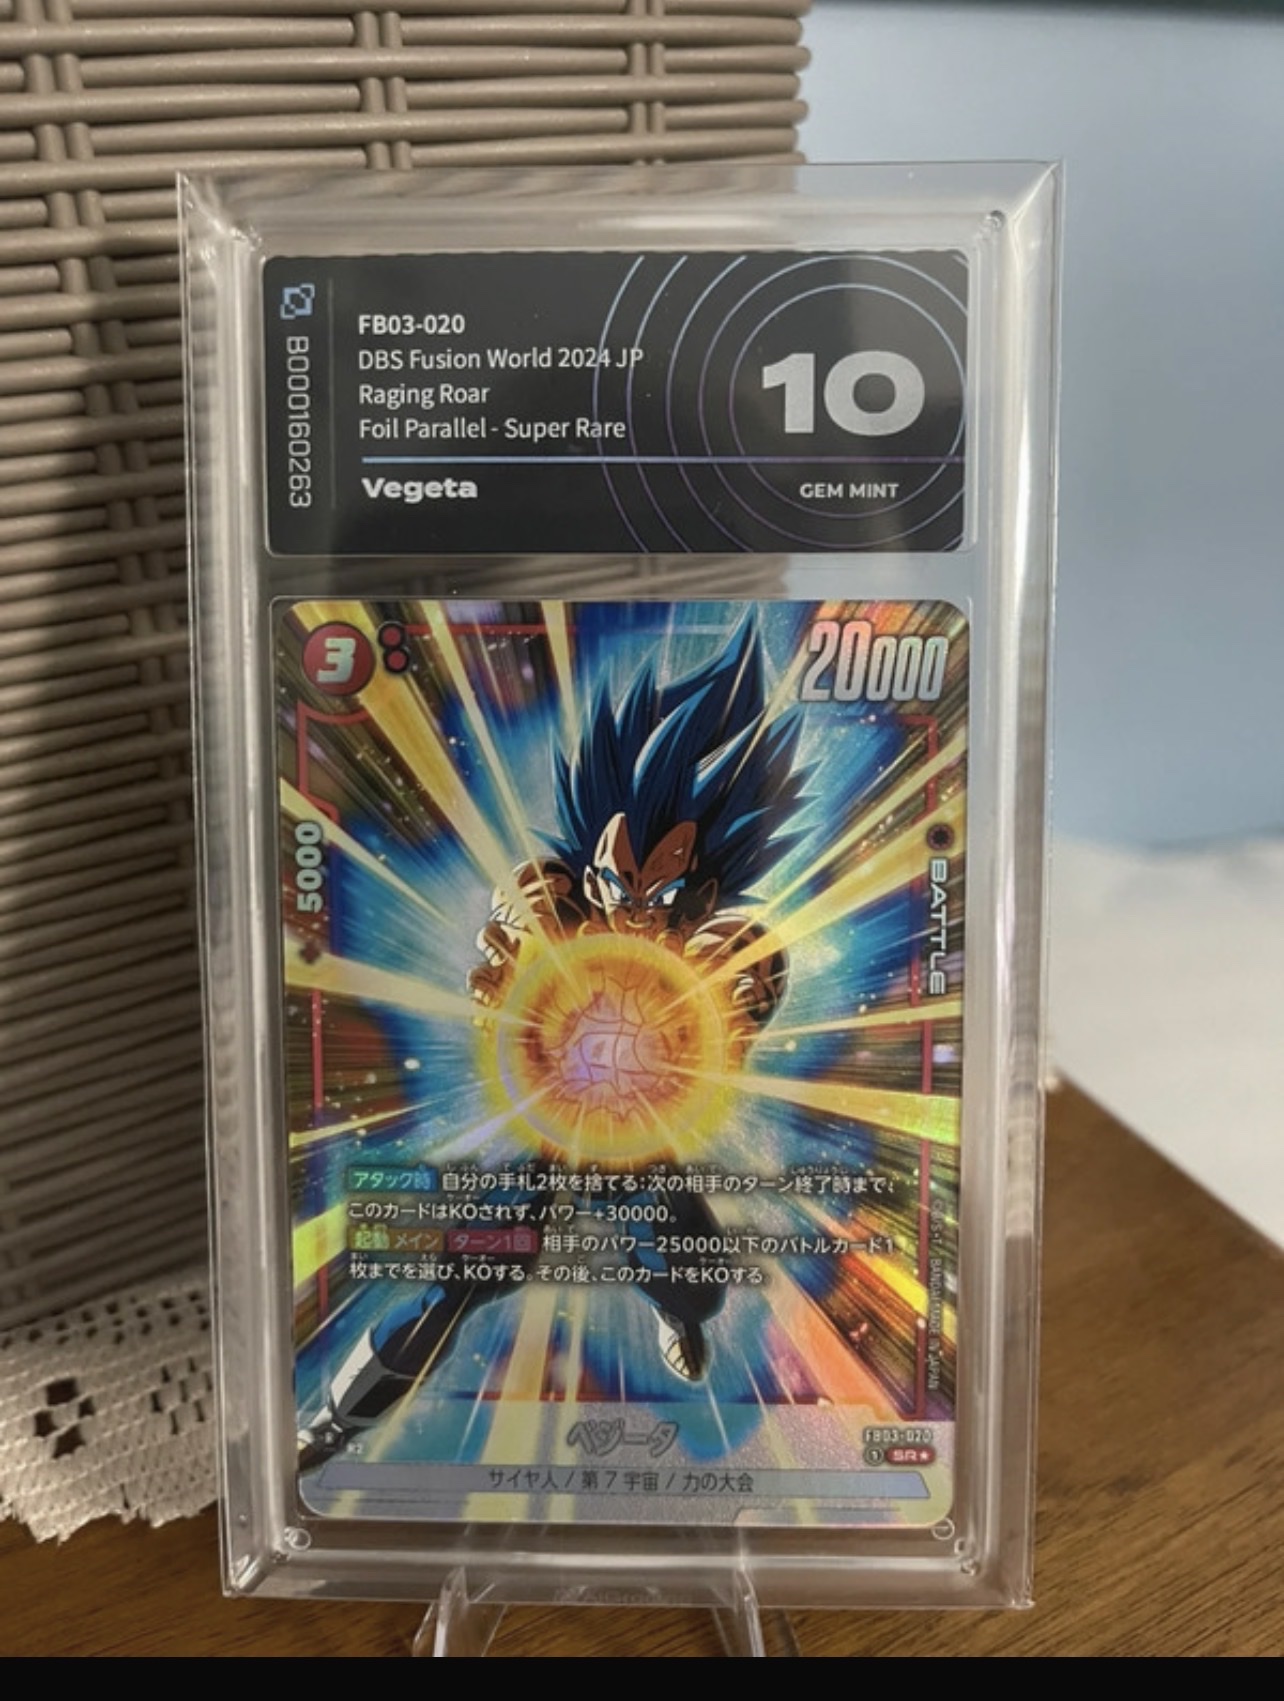 B000160263
FB03-020
DBS Fusion World 2024 JP
Raging Roar
Foil Parallel - Super Rare
Vegeta
10
GEM MINT
3
20000
5000
BATTLE
アタック時 自分の手札2枚を捨てる:次の相手のターン終了時まで、
このカードはKOされず、パワー+30000。
起動メイン ターン1回 相手のパワー25000以下のバトルカード1
枚までを選び、KOする。その後、このカードをKOする
BANDAI MADE IN JAPAN
ベジータ
FB03-020
R2
1 SR★
サイヤ人 / 第7宇宙 / 力の大会